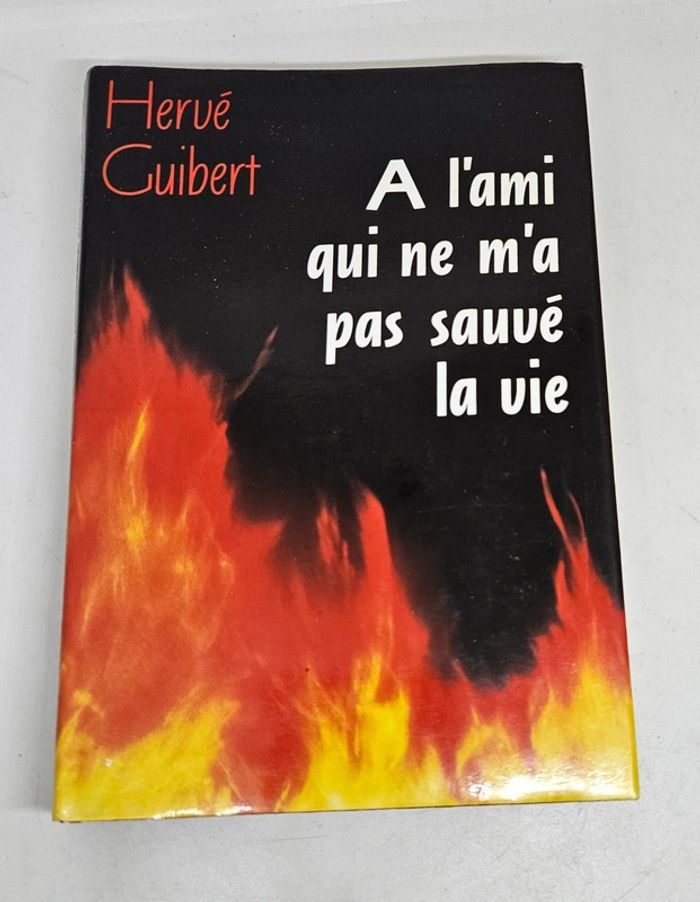 Hervé
Guibert
A l'ami
qui ne m'a
pas sauvé
la vie